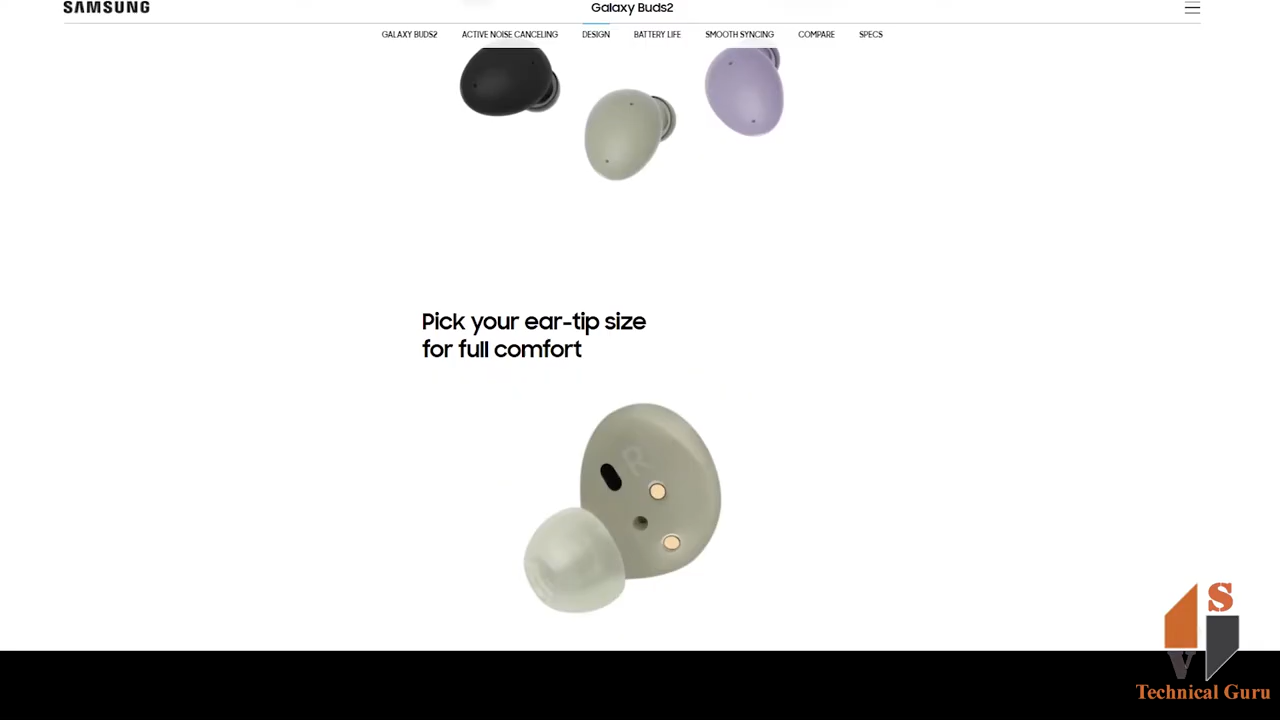 SAMSUNG
Galaxy Buds2
GALAXY BUDS2 ACTIVE NOISE CANCELING DESIGN BATTERY LIFE SMOOTH SYNCING COMPARE SPECS
Pick your ear-tip size
for full comfort
R
S
V
Technical Guru